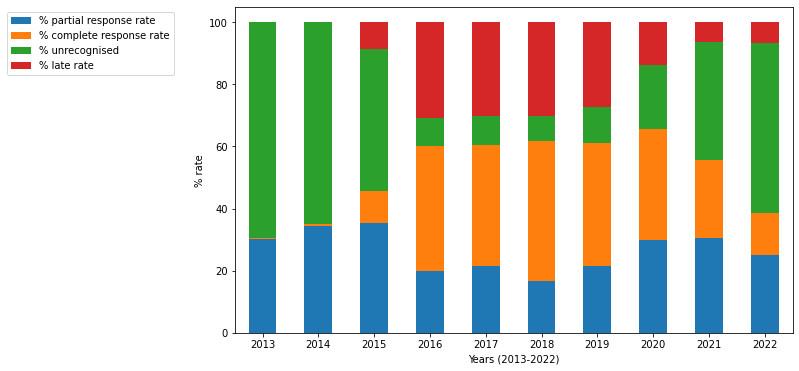 % partial response rate
% complete response rate
% unrecognised
% late rate
100
80
60
40
20
0
% rate
2013 2014 2015 2016 2017 2018 2019 2020 2021 2022
Years (2013-2022)